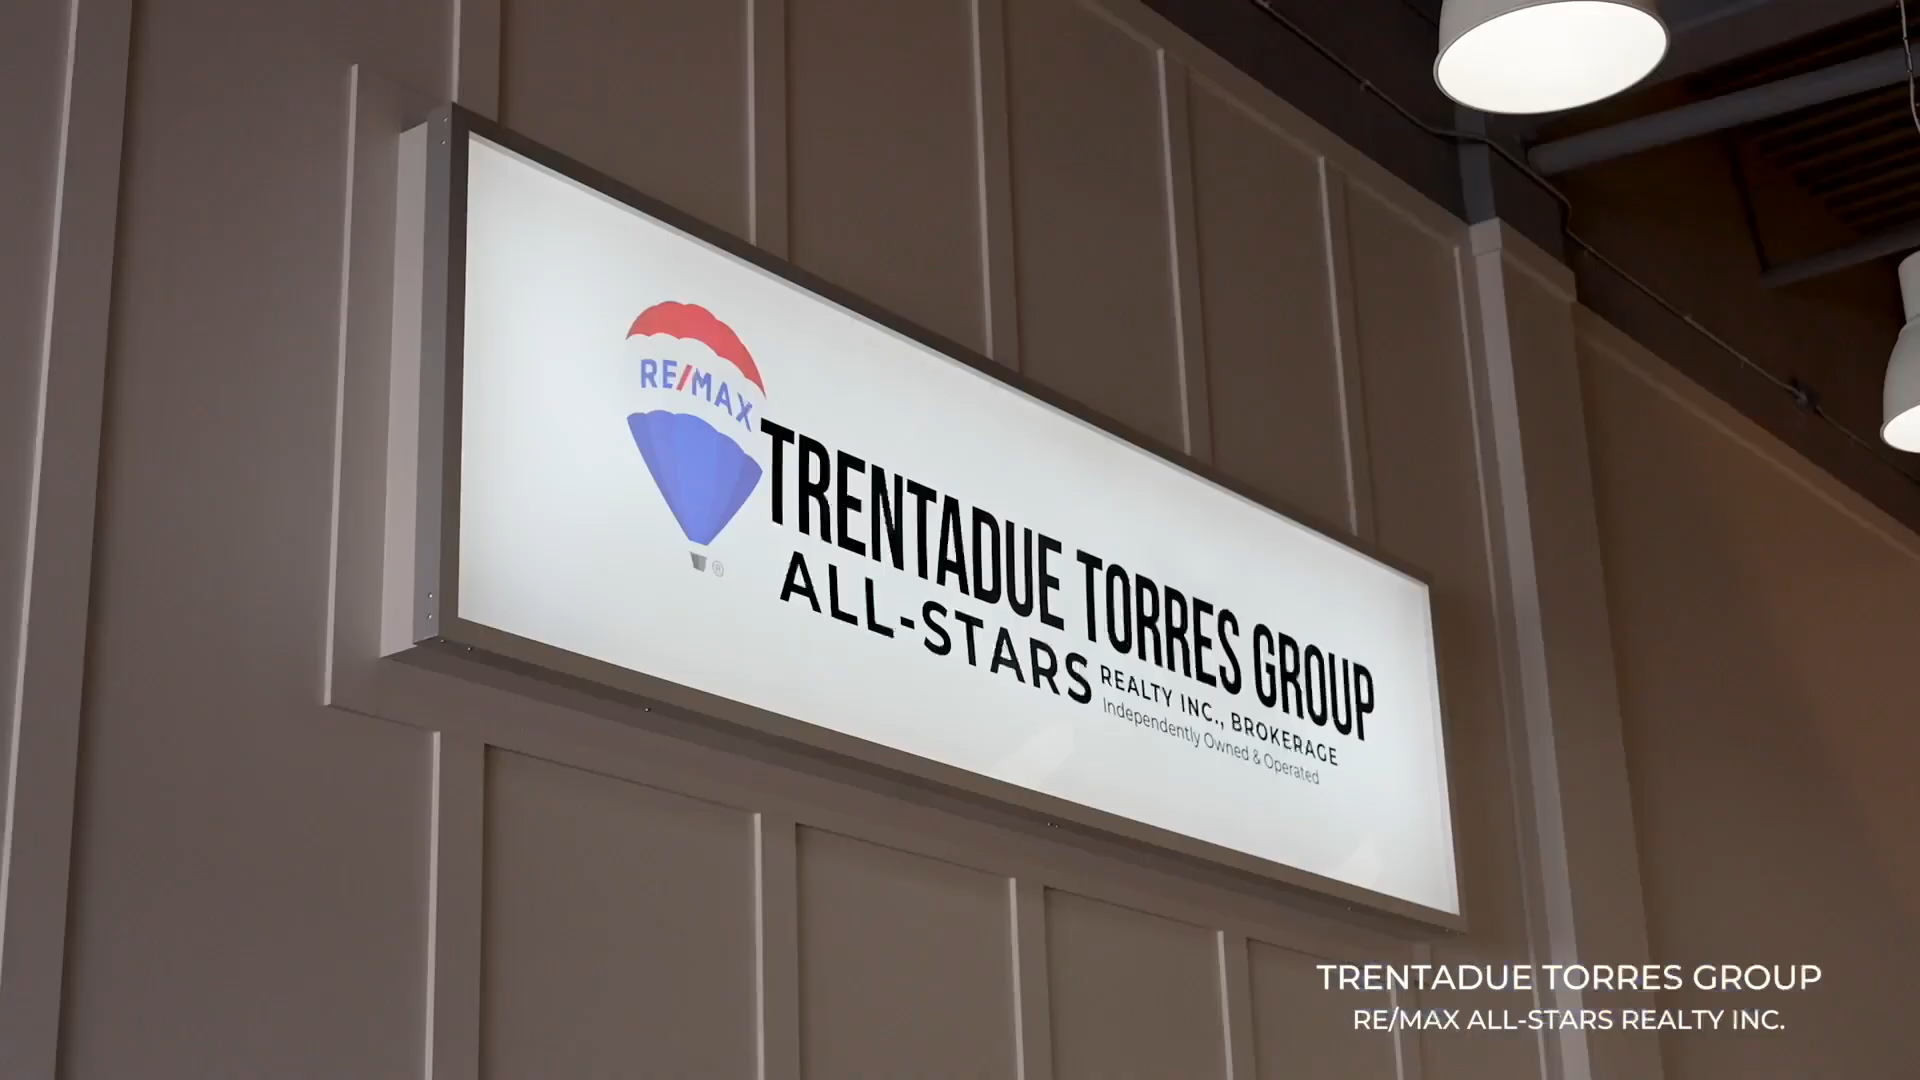 RE/MAX
®
TRENTADUE TORRES GROUP
ALL-STARS
REALTY INC., BROKERAGE
Independently Owned & Operated
TRENTADUE TORRES GROUP
RE/MAX ALL-STARS REALTY INC.